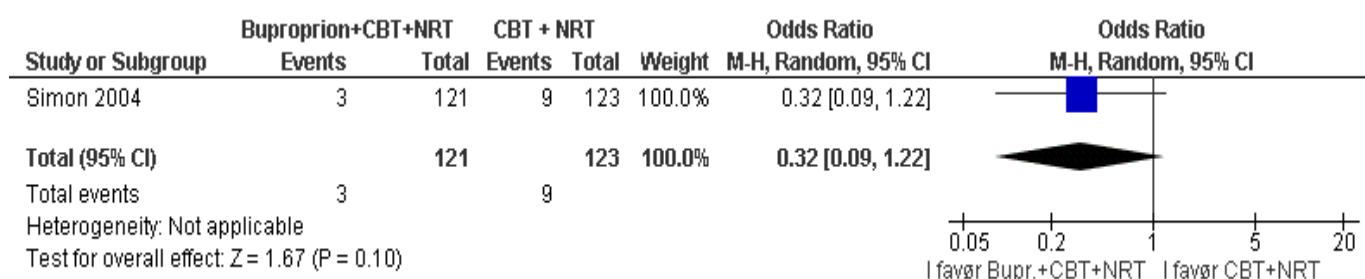 Buproprion+CBT+NRT CBT + NRT Odds Ratio Odds Ratio
Study or Subgroup Events Total Events Total Weight M-H, Random, 95% CI M-H, Random, 95% CI
Simon 2004 3 121 9 123 100.0% 0.32 [0.09, 1.22]
Total (95% CI) 121 123 100.0% 0.32 [0.09, 1.22]
Total events 3 9
Heterogeneity: Not applicable
Test for overall effect: Z = 1.67 (P = 0.10)
0.05 0.2 1 5 20
I favør Bupr.+CBT+NRT I favør CBT+NRT